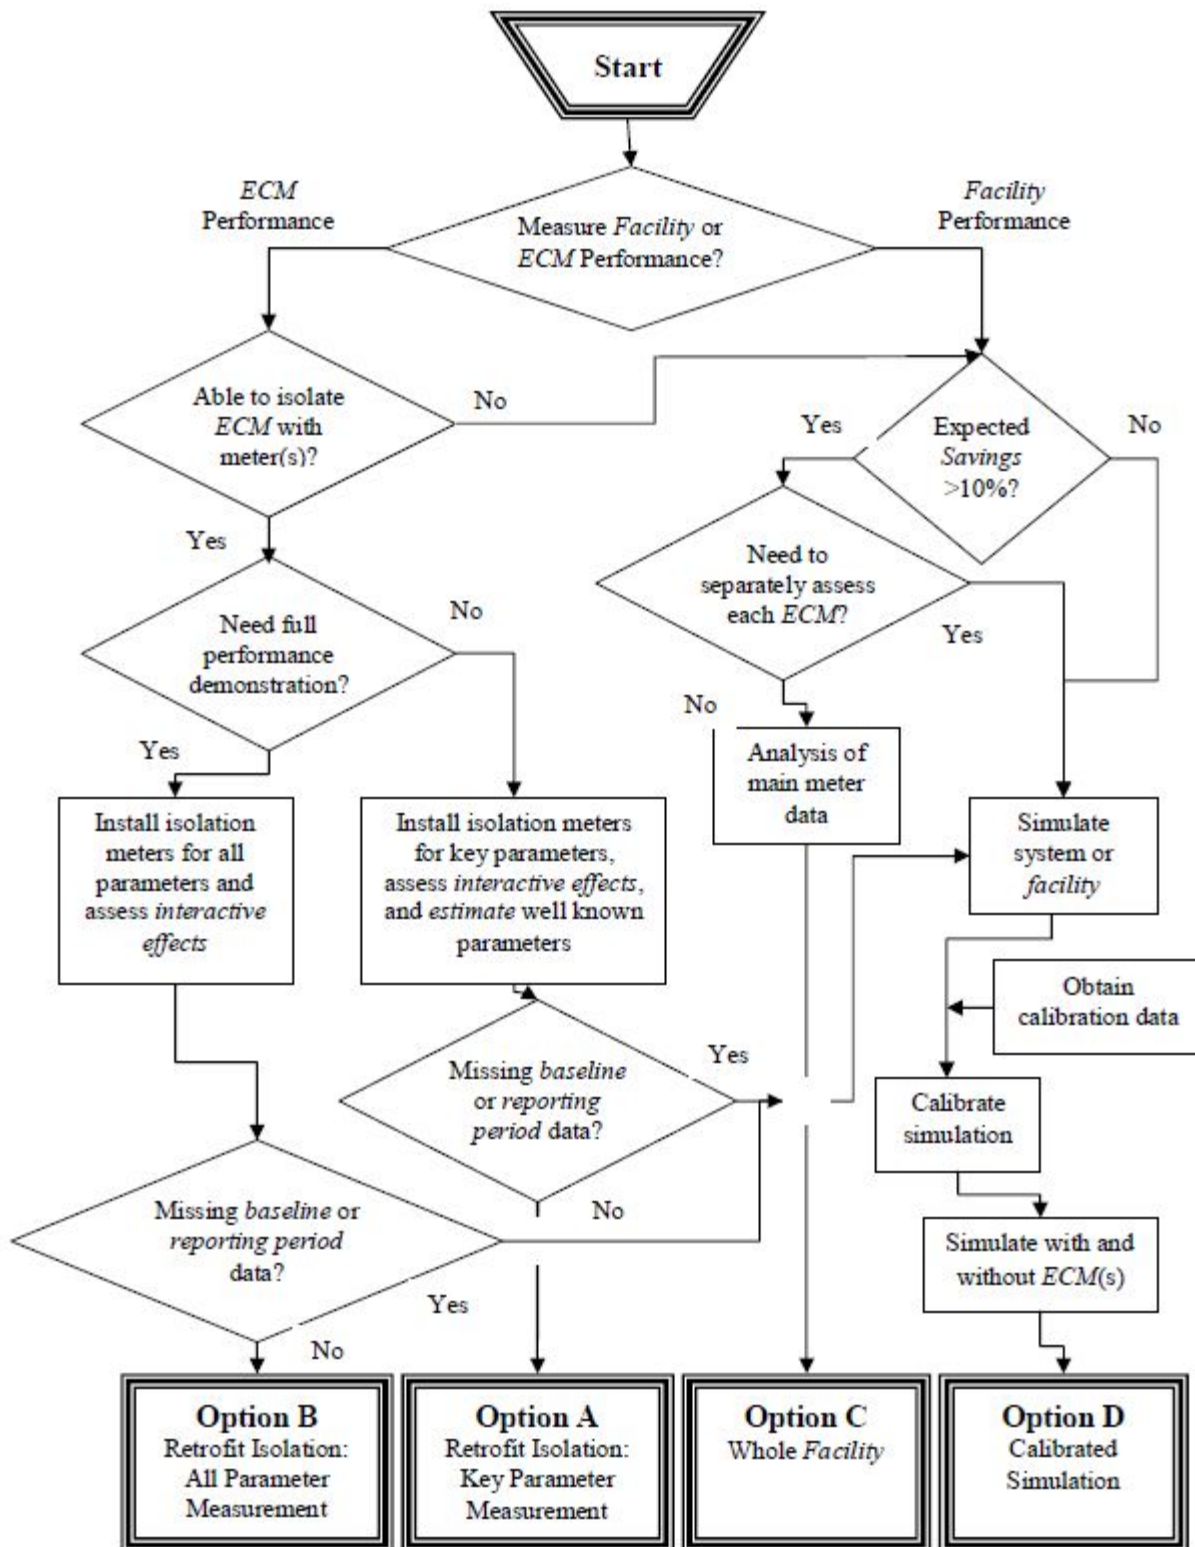 Start
ECM
Performance
Facility
Performance
Measure Facility or
ECM Performance?
Able to isolate
ECM with
meter(s)?
No
Yes
Expected
Savings
>10%?
No
Yes
Need to
separately assess
each ECM?
Yes
No
Need full
performance
demonstration?
No
Yes
Analysis of
main meter
data
Install isolation
meters for all
parameters and
assess interactive
effects
Install isolation meters
for key parameters,
assess interactive effects,
and estimate well known
parameters
Simulate
system or
facility
Obtain
calibration data
Missing baseline
or reporting
period data?
Yes
No
Calibrate
simulation
Missing baseline or
reporting period
data?
Yes
No
Simulate with and
without ECM(s)
Option B
Retrofit Isolation:
All Parameter
Measurement
Option A
Retrofit Isolation:
Key Parameter
Measurement
Option C
Whole Facility
Option D
Calibrated
Simulation